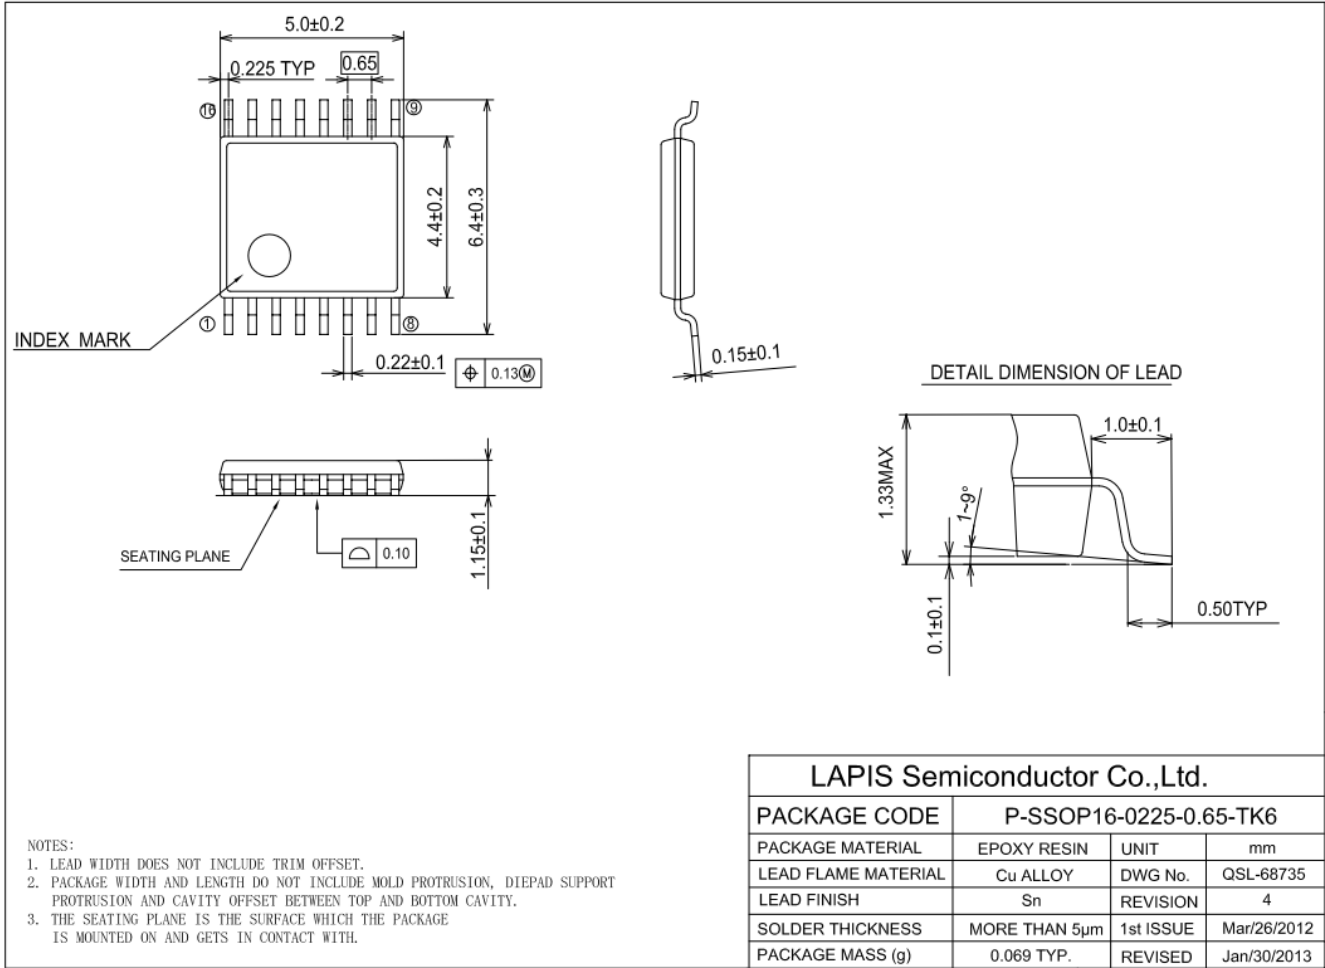 5.0±0.2
0.225 TYP
0.65
16
9
4.4±0.2
6.4±0.3
INDEX MARK
1
8
0.22±0.1
0.13Ⓜ
0.15±0.1
DETAIL DIMENSION OF LEAD
1.0±0.1
1.33MAX
1~9°
0.1±0.1
0.50TYP
SEATING PLANE
0.10
1.15±0.1
NOTES:
1. LEAD WIDTH DOES NOT INCLUDE TRIM OFFSET.
2. PACKAGE WIDTH AND LENGTH DO NOT INCLUDE MOLD PROTRUSION, DIEPAD SUPPORT
PROTRUSION AND CAVITY OFFSET BETWEEN TOP AND BOTTOM CAVITY.
3. THE SEATING PLANE IS THE SURFACE WHICH THE PACKAGE
IS MOUNTED ON AND GETS IN CONTACT WITH.
LAPIS Semiconductor Co.,Ltd.
PACKAGE CODE P-SSOP16-0225-0.65-TK6
PACKAGE MATERIAL EPOXY RESIN UNIT mm
LEAD FLAME MATERIAL Cu ALLOY DWG No. QSL-68735
LEAD FINISH Sn REVISION 4
SOLDER THICKNESS MORE THAN 5μm 1st ISSUE Mar/26/2012
PACKAGE MASS (g) 0.069 TYP. REVISED Jan/30/2013